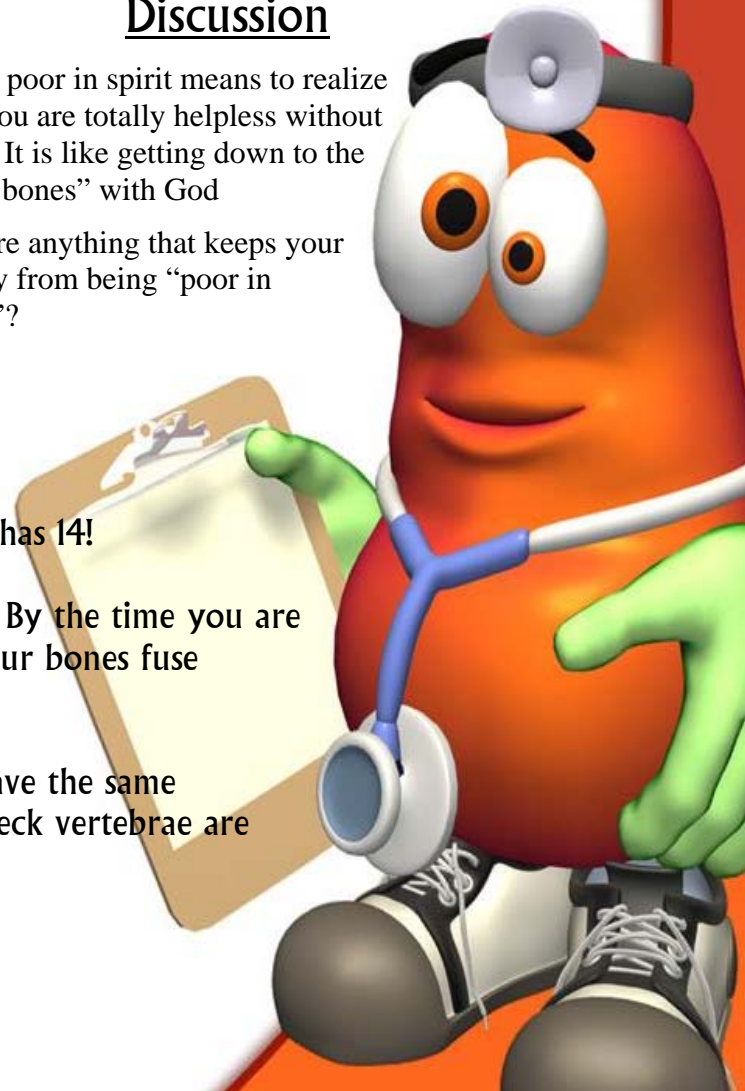 Discussion
poor in spirit means to realize
ou are totally helpless without
It is like getting down to the
bones” with God
re anything that keeps your
y from being “poor in
”?
has 14!
By the time you are
ur bones fuse
ave the same
eck vertebrae are